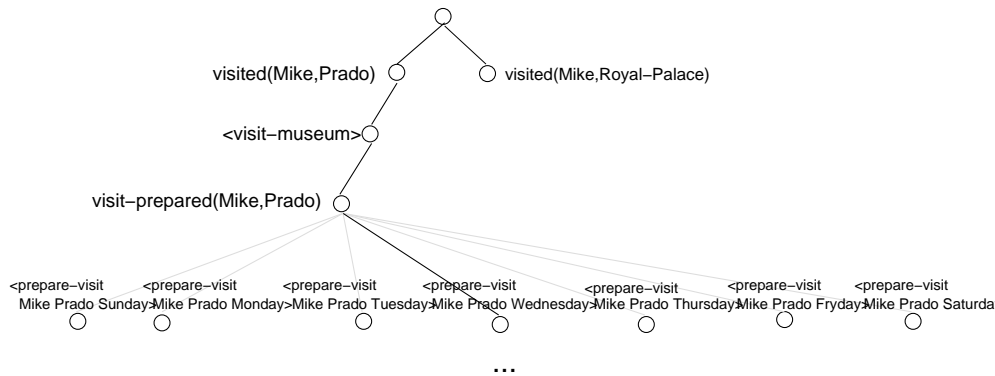 visited(Mike,Prado)
visited(Mike,Royal−Palace)
<visit−museum>
visit−prepared(Mike,Prado)
<prepare−visit
Mike Prado Sunday>
<prepare−visit
Mike Prado Monday>
<prepare−visit
Mike Prado Tuesday>
<prepare−visit
Mike Prado Wednesday>
<prepare−visit
Mike Prado Thursday>
<prepare−visit
Mike Prado Fryday>
<prepare−visit
Mike Prado Saturda
...